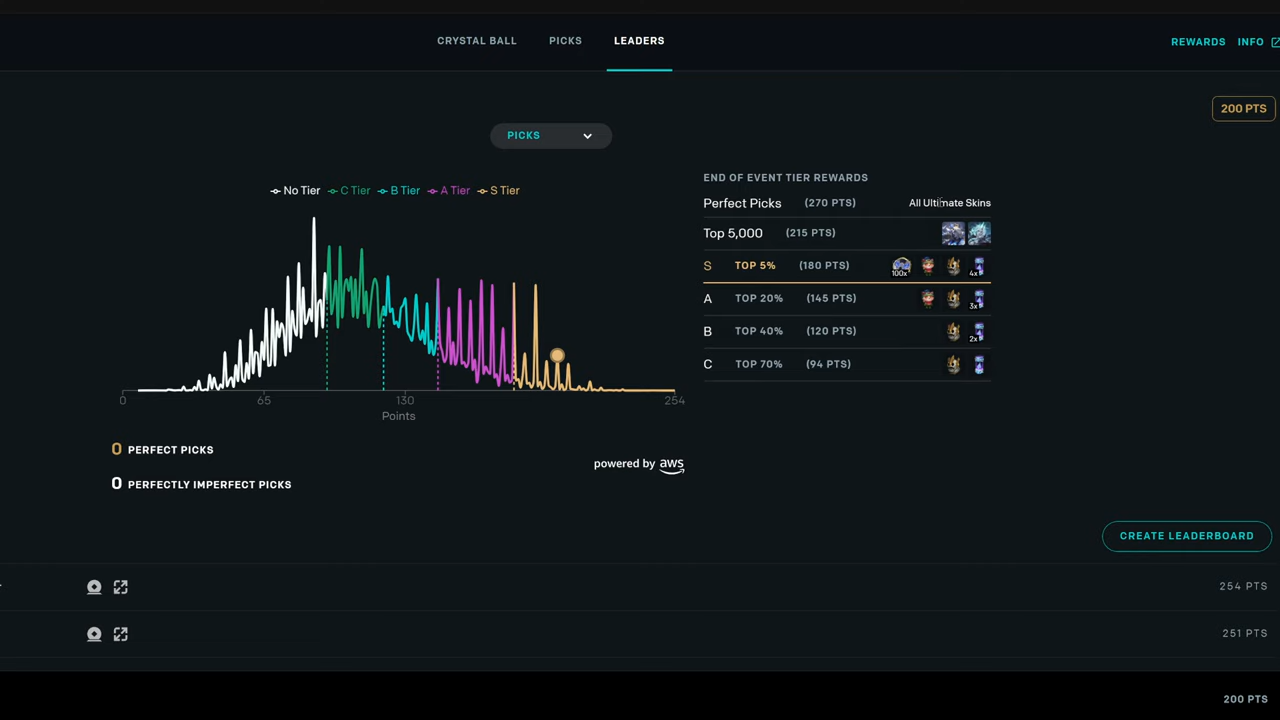 CRYSTAL BALL PICKS LEADERS REWARDS INFO
200 PTS
PICKS
No Tier C Tier B Tier A Tier S Tier
0 65 130 254
Points
0 PERFECT PICKS
0 PERFECTLY IMPERFECT PICKS
powered by aws
END OF EVENT TIER REWARDS
Perfect Picks (270 PTS) All Ultimate Skins
Top 5,000 (215 PTS)
S TOP 5% (180 PTS) 100x 4x
A TOP 20% (145 PTS) 3x
B TOP 40% (120 PTS) 2x
C TOP 70% (94 PTS)
CREATE LEADERBOARD
254 PTS
251 PTS
200 PTS